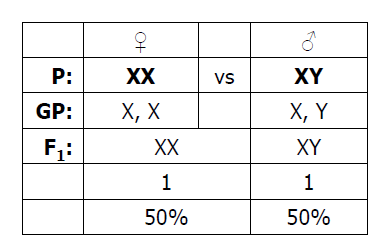 ♀ ♂
P: XX vs XY
GP: X, X X, Y
F₁: XX XY
1 1
50% 50%